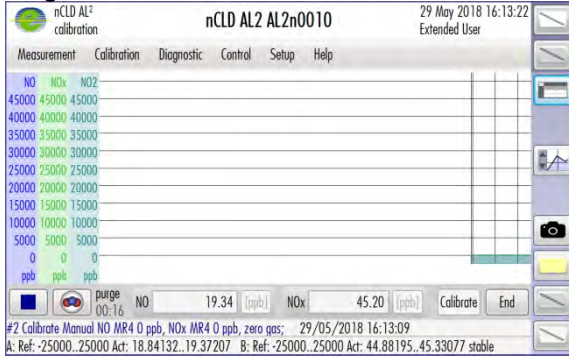 nCLD AL²
calibration
nCLD AL2 AL2n0010
29 May 2018 16:13:22
Extended User
Measurement Calibration Diagnostic Control Setup Help
NO NOx NO2
45000 45000 45000
40000 40000 40000
35000 35000 35000
30000 30000 30000
25000 25000 25000
20000 20000 20000
15000 15000 15000
10000 10000 10000
5000 5000 5000
0 0 0
ppb ppb ppb
purge
00:16
NO 19.34 [ppb] NOx 45.20 [ppb] Calibrate End
#2 Calibrate Manual NO MR4 0 ppb, NOx MR4 0 ppb, zero gas; 29/05/2018 16:13:09
A: Ref: -25000..25000 Act: 18.84132..19.37207 B: Ref: -25000..25000 Act: 44.88195..45.33077 stable